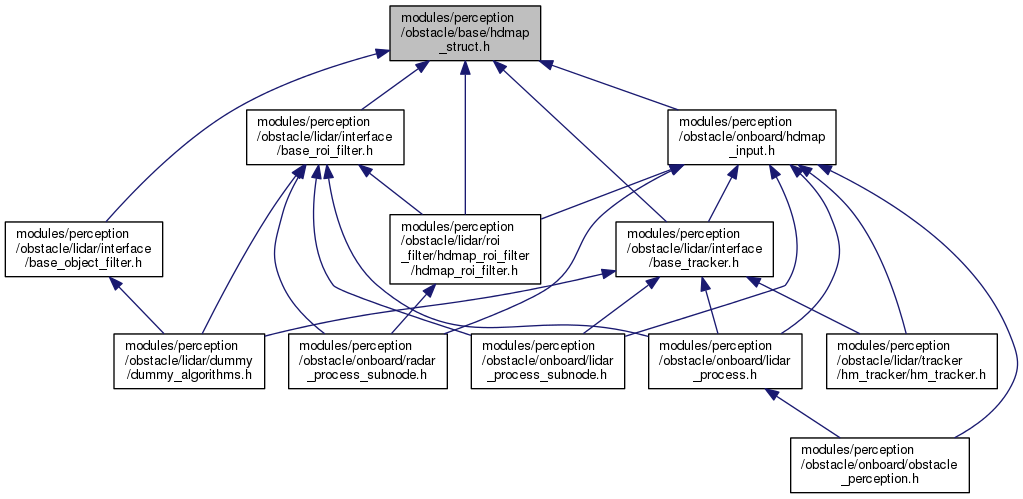 modules/perception
/obstacle/base/hdmap
_struct.h
modules/perception
/obstacle/lidar/interface
/base_roi_filter.h
modules/perception
/obstacle/onboard/hdmap
_input.h
modules/perception
/obstacle/lidar/interface
/base_object_filter.h
modules/perception
/obstacle/lidar/roi
_filter/hdmap_roi_filter
/hdmap_roi_filter.h
modules/perception
/obstacle/lidar/interface
/base_tracker.h
modules/perception
/obstacle/lidar/dummy
/dummy_algorithms.h
modules/perception
/obstacle/onboard/radar
_process_subnode.h
modules/perception
/obstacle/onboard/lidar
_process_subnode.h
modules/perception
/obstacle/onboard/lidar
_process.h
modules/perception
/obstacle/lidar/tracker
/hm_tracker/hm_tracker.h
modules/perception
/obstacle/onboard/obstacle
_perception.h